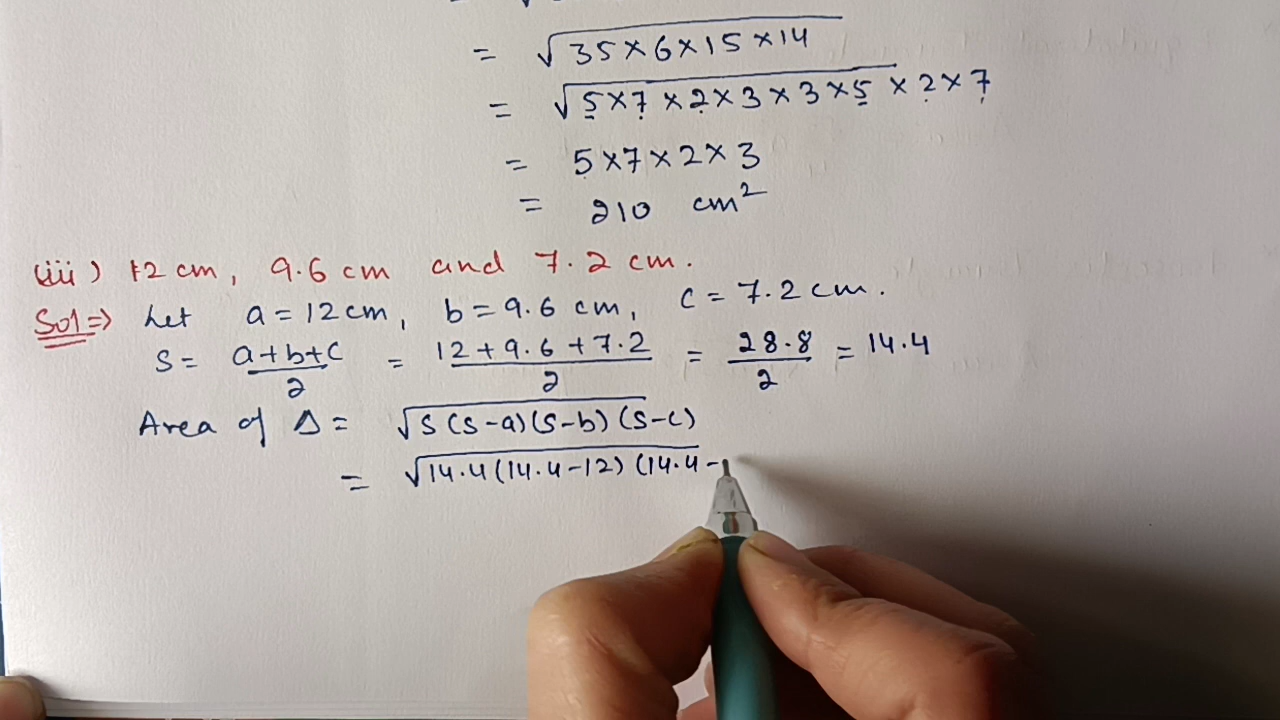 = √35×6×15×14
= √5×7×2×3×3×5×2×7
= 5×7×2×3
= 210 cm²
(iii) 12 cm, 9.6 cm and 7.2 cm.
Sol⇒ Let a = 12 cm, b = 9.6 cm, c = 7.2 cm.
S = a+b+c/2 = 12+9.6+7.2/2 = 28.8/2 = 14.4
Area of Δ = √S(S-a)(S-b)(S-c)
= √14.4(14.4-12)(14.4-